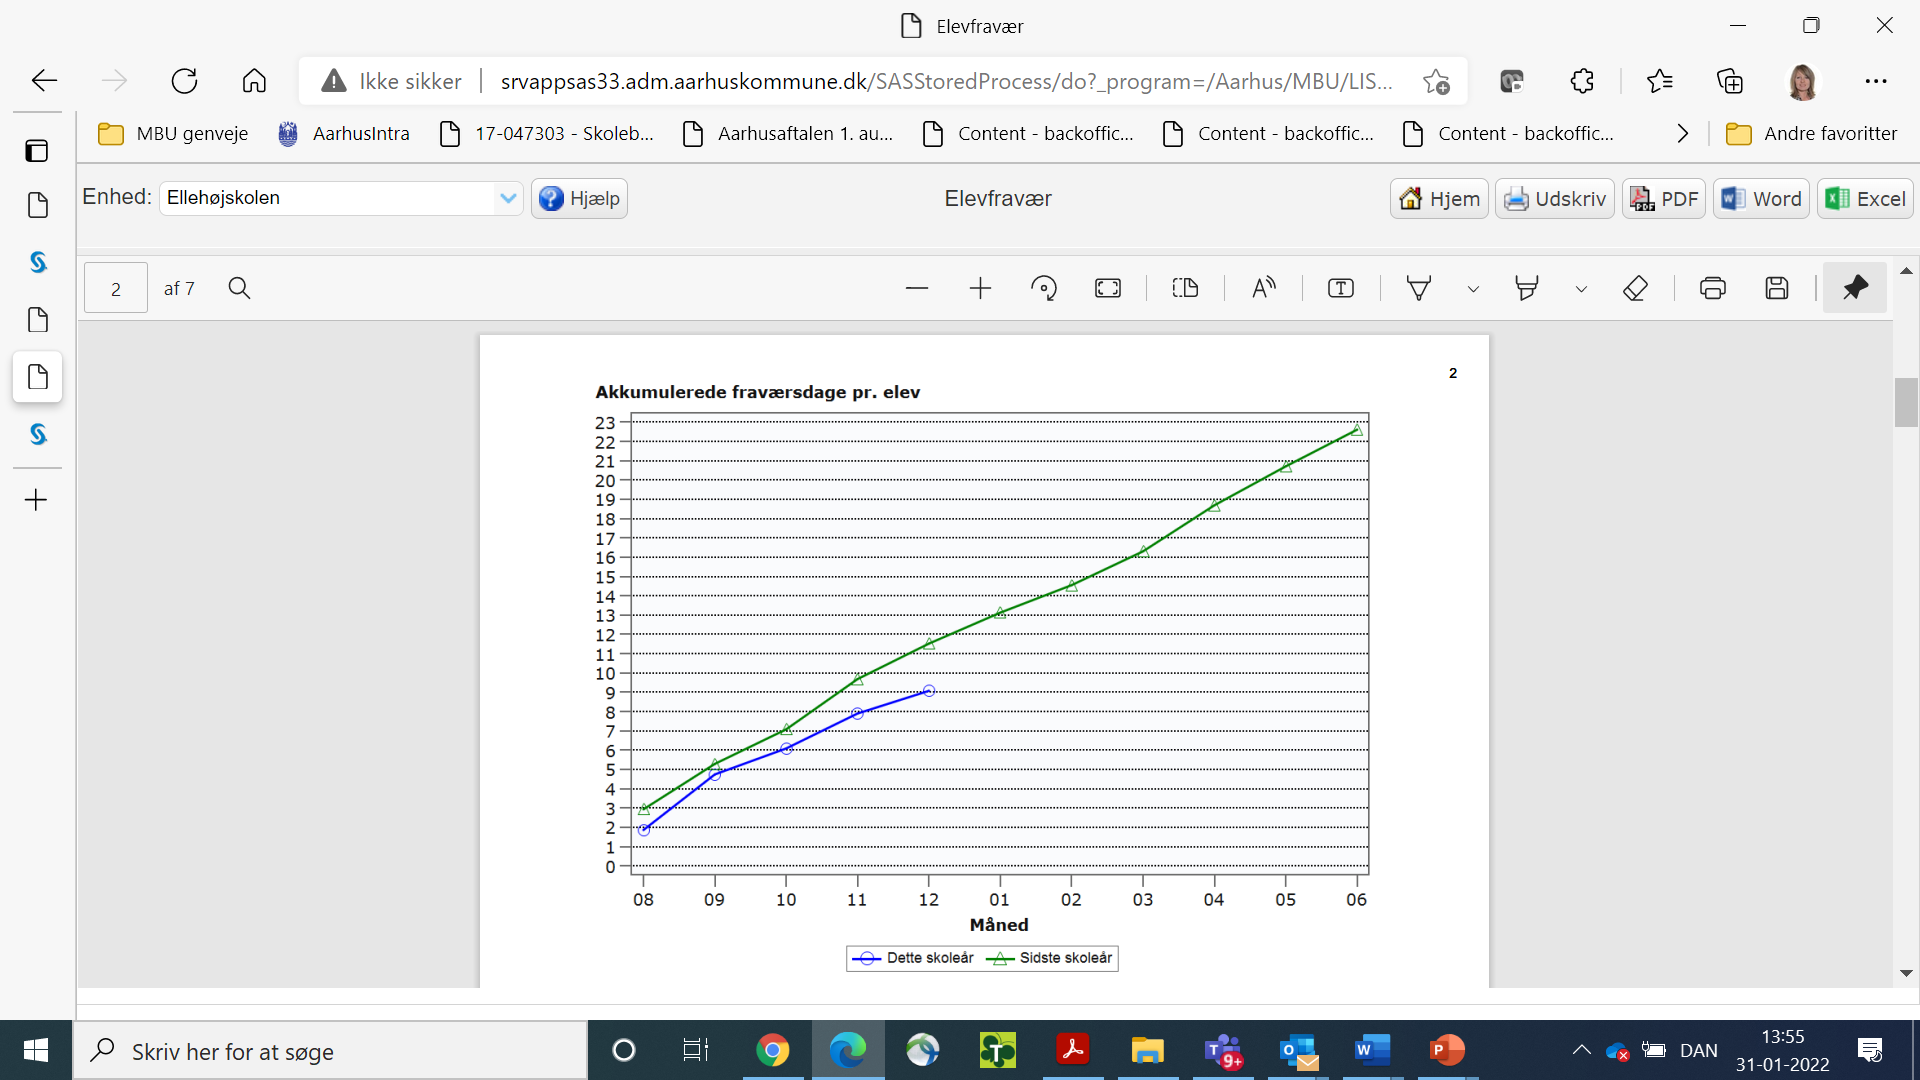 Elevfravær
Ikke sikker
srvappsas33.adm.aarhuskommune.dk/SASStoredProcess/do?_program=/Aarhus/MBU/LIS...
MBU genveje
AarhusIntra
17-047303 - Skoleb...
Aarhusaftalen 1. au...
Content - backoffic...
Content - backoffic...
Content - backoffic...
Andre favoritter
Enhed:
Ellehøjskolen
Hjælp
Elevfravær
Hjem
Udskriv
PDF
Word
Excel
2
af 7
2
Akkumulerede fraværsdage pr. elev
23
22
21
20
19
18
17
16
15
14
13
12
11
10
9
8
7
6
5
4
3
2
1
0
08 09 10 11 12 01 02 03 04 05 06
Måned
Dette skoleår Sidste skoleår
Skriv her for at søge
9+
DAN
13:55
31-01-2022